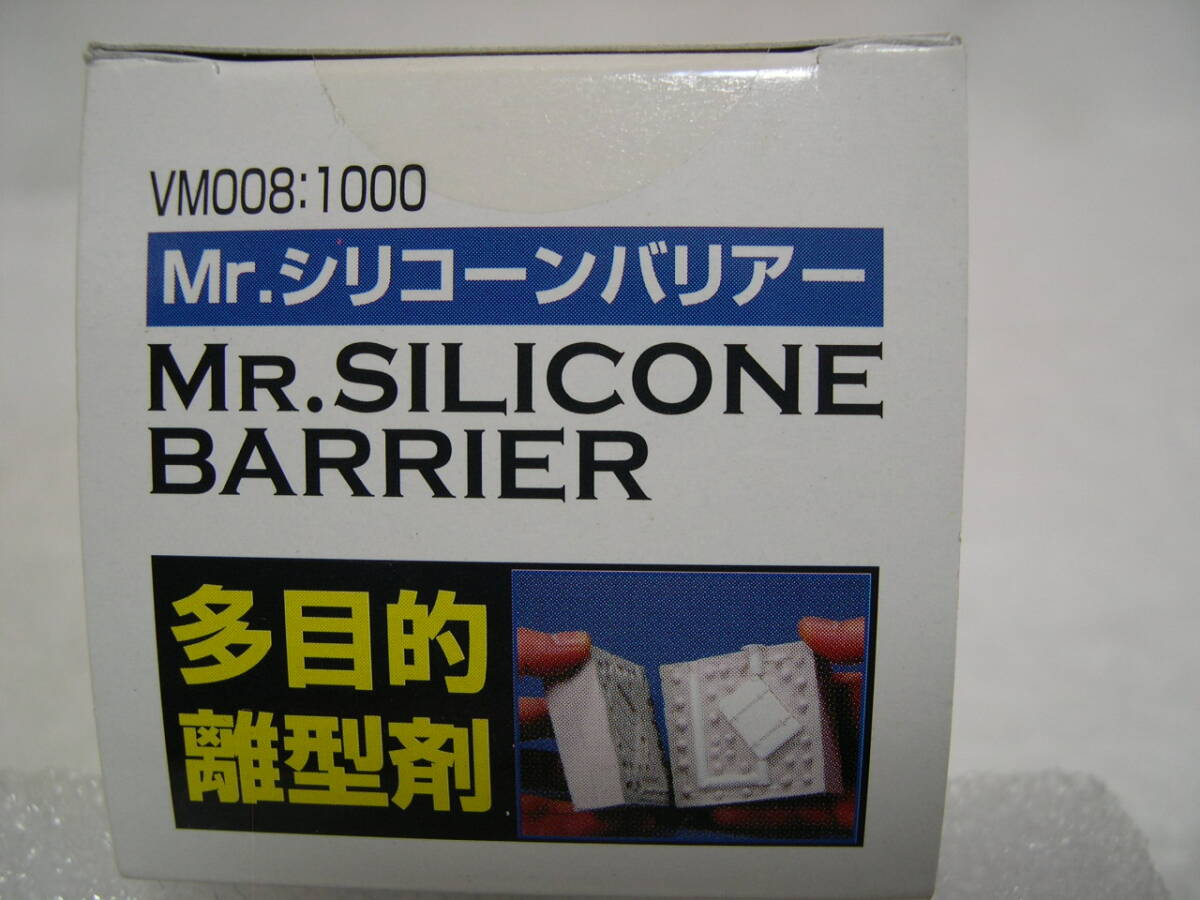 VM008:1000
Mr.シリコーンバリアー
MR.SILICONE
BARRIER
多目的
離型剤